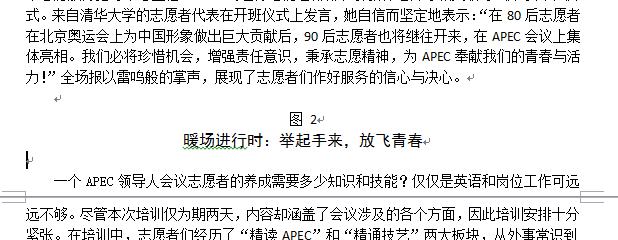 式。来自清华大学的志愿者代表在开班仪式上发言，她自信而坚定地表示：“在 80 后志愿者
在北京奥运会上为中国形象做出巨大贡献后，90 后志愿者也将继往开来，在 APEC 会议上集
体亮相。我们必将珍惜机会，增强责任意识，秉承志愿精神，为 APEC 奉献我们的青春与活
力！”全场报以雷鸣般的掌声，展现了志愿者们作好服务的信心与决心。
图 2
暖场进行时：举起手来，放飞青春
一个 APEC 领导人会议志愿者的养成需要多少知识和技能？仅仅是英语和岗位工作可远
远不够。尽管本次培训仅为期两天，内容却涵盖了会议涉及的各个方面，因此培训安排十分
紧张。在培训中，志愿者们经历了“精读 APEC”和“精通技艺”两大板块，从外事常识到